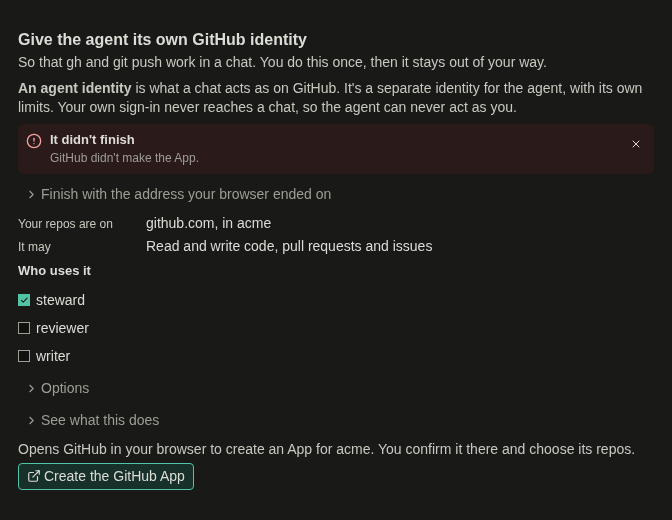 Give the agent its own GitHub identity
So that gh and git push work in a chat. You do this once, then it stays out of your way.
An agent identity is what a chat acts as on GitHub. It's a separate identity for the agent, with its own
limits. Your own sign-in never reaches a chat, so the agent can never act as you.
It didn't finish
GitHub didn't make the App.
Finish with the address your browser ended on
Your repos are on github.com, in acme
It may Read and write code, pull requests and issues
Who uses it
steward
reviewer
writer
Options
See what this does
Opens GitHub in your browser to create an App for acme. You confirm it there and choose its repos.
Create the GitHub App